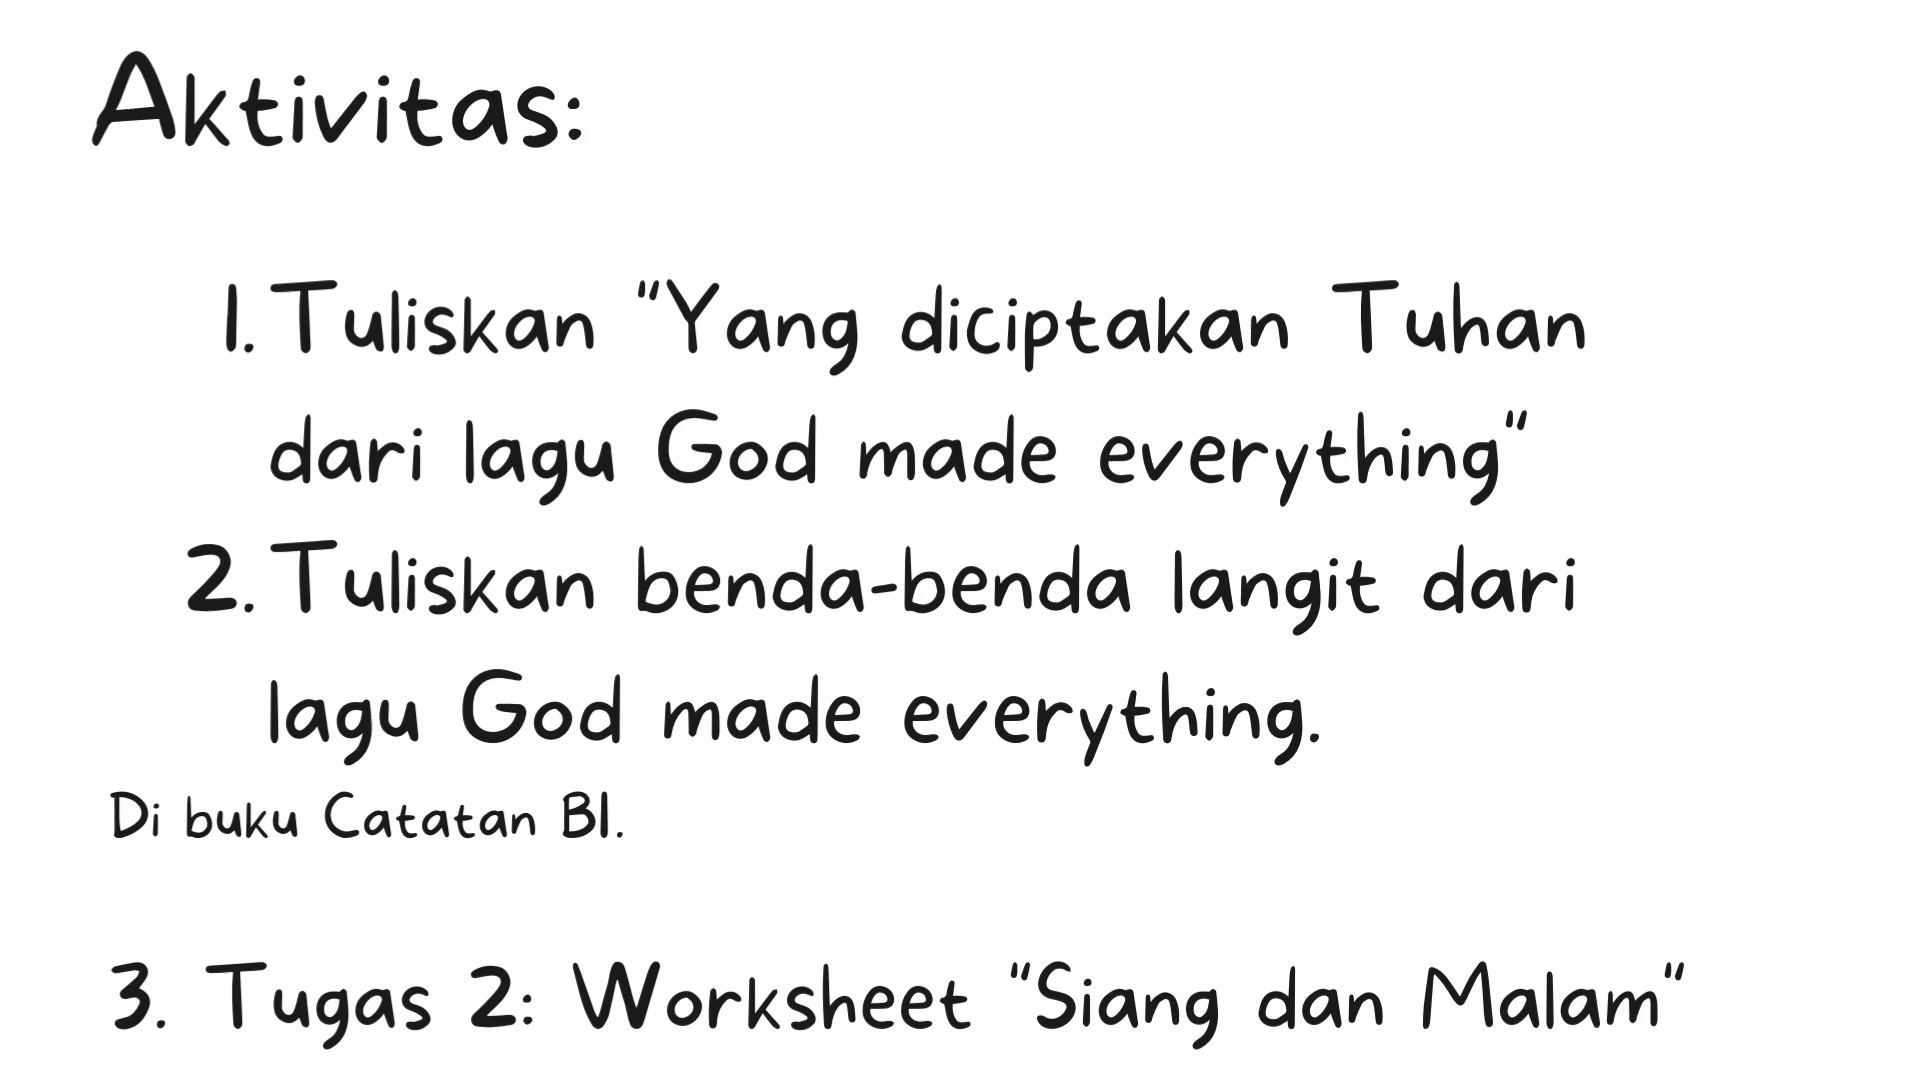 Aktivitas:
1. Tuliskan "Yang diciptakan Tuhan
dari lagu God made everything"
2. Tuliskan benda-benda langit dari
lagu God made everything.
Di buku Catatan BI.
3. Tugas 2: Worksheet "Siang dan Malam"